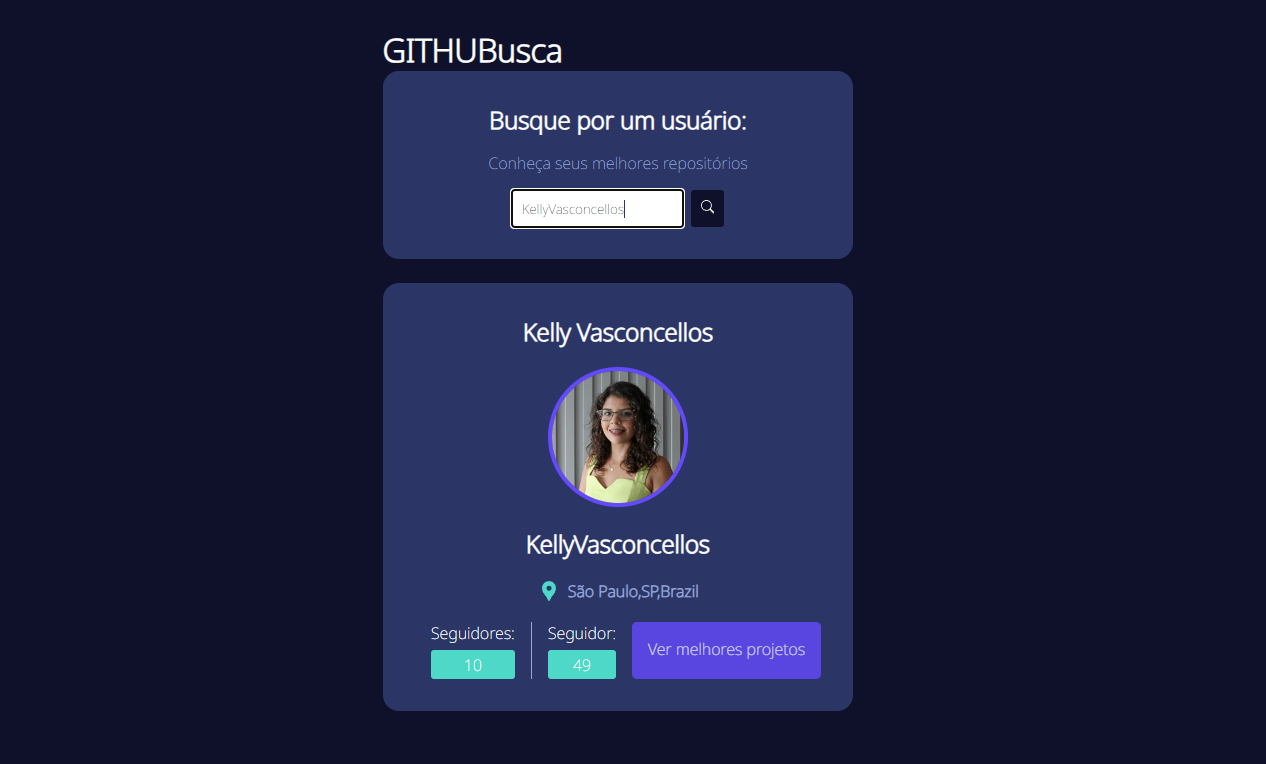 GITHUBusca
Busque por um usuário:
Conheça seus melhores repositórios
KellyVasconcellos
Kelly Vasconcellos
KellyVasconcellos
São Paulo,SP,Brazil
Seguidores: Seguidor:
Ver melhores projetos
10 49